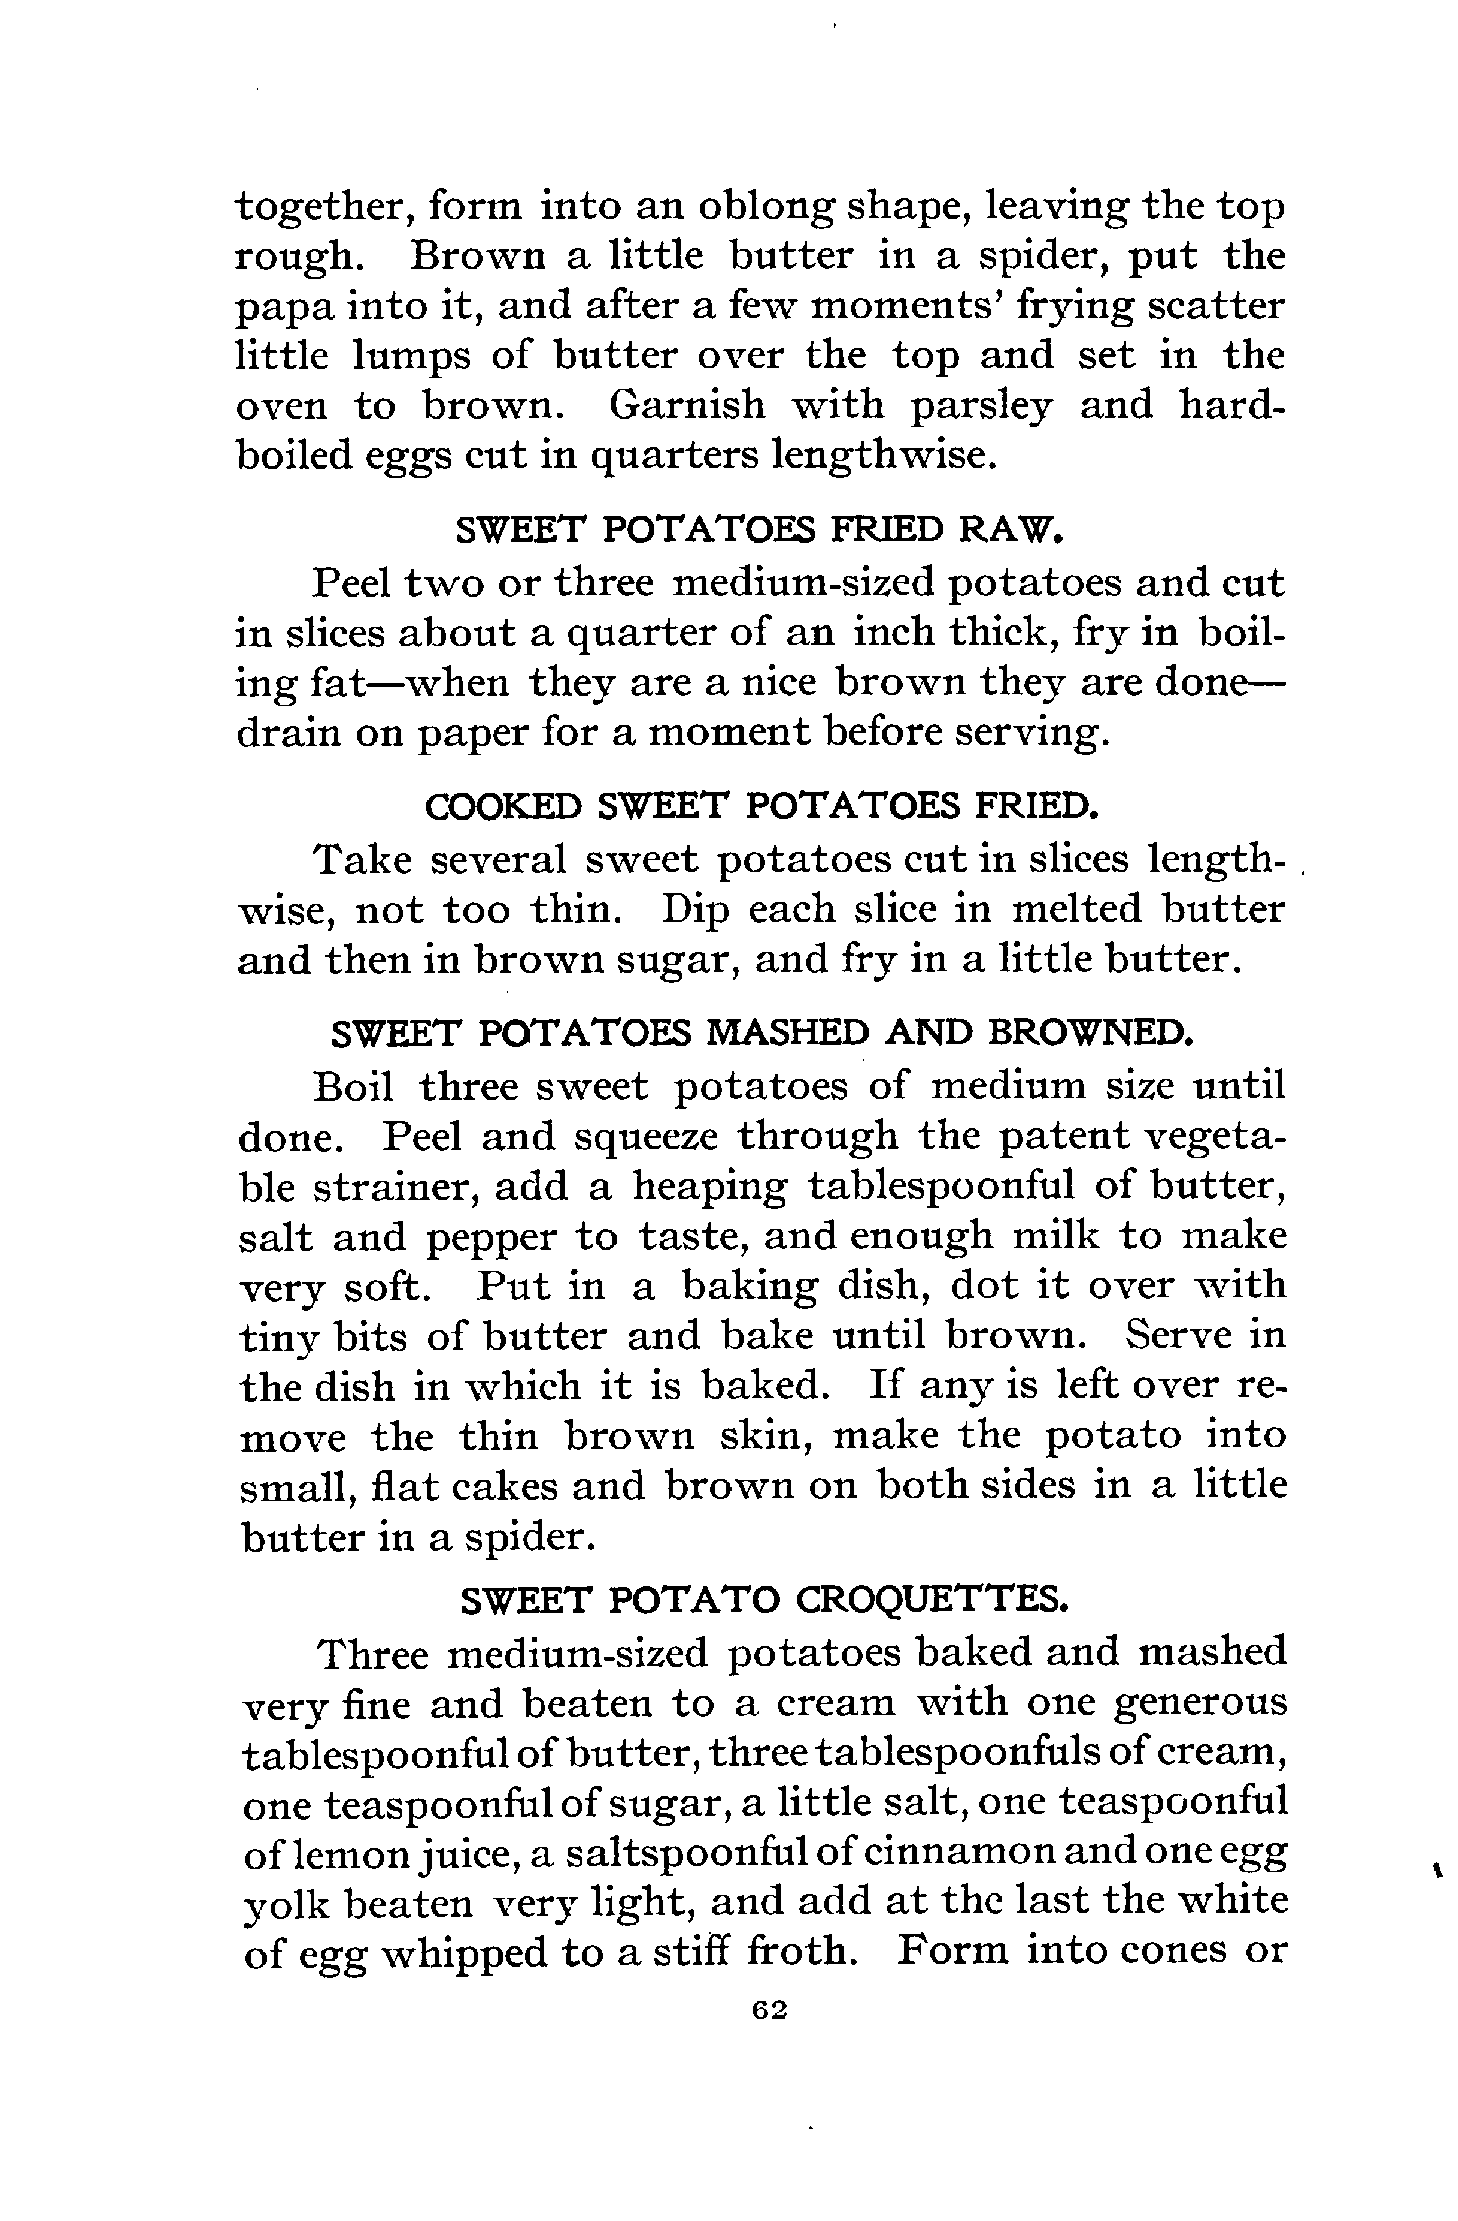 together, form into an oblong shape, leaving the top
rough. Brown a little butter in a spider, put the
papa into it, and after a few moments' frying scatter
little lumps of butter over the top and set in the
oven to brown. Garnish with parsley and hard-
boiled eggs cut in quarters lengthwise.
SWEET POTATOES FRIED RAW.
Peel two or three medium-sized potatoes and cut
in slices about a quarter of an inch thick, fry in boil-
ing fat—when they are a nice brown they are done—
drain on paper for a moment before serving.
COOKED SWEET POTATOES FRIED.
Take several sweet potatoes cut in slices length-
wise, not too thin. Dip each slice in melted butter
and then in brown sugar, and fry in a little butter.
SWEET POTATOES MASHED AND BROWNED.
Boil three sweet potatoes of medium size until
done. Peel and squeeze through the patent vegeta-
ble strainer, add a heaping tablespoonful of butter,
salt and pepper to taste, and enough milk to make
very soft. Put in a baking dish, dot it over with
tiny bits of butter and bake until brown. Serve in
the dish in which it is baked. If any is left over re-
move the thin brown skin, make the potato into
small, flat cakes and brown on both sides in a little
butter in a spider.
SWEET POTATO CROQUETTES.
Three medium-sized potatoes baked and mashed
very fine and beaten to a cream with one generous
tablespoonful of butter, three tablespoonfuls of cream,
one teaspoonful of sugar, a little salt, one teaspoonful
of lemon juice, a saltspoonful of cinnamon and one egg
yolk beaten very light, and add at the last the white
of egg whipped to a stiff froth. Form into cones or
62